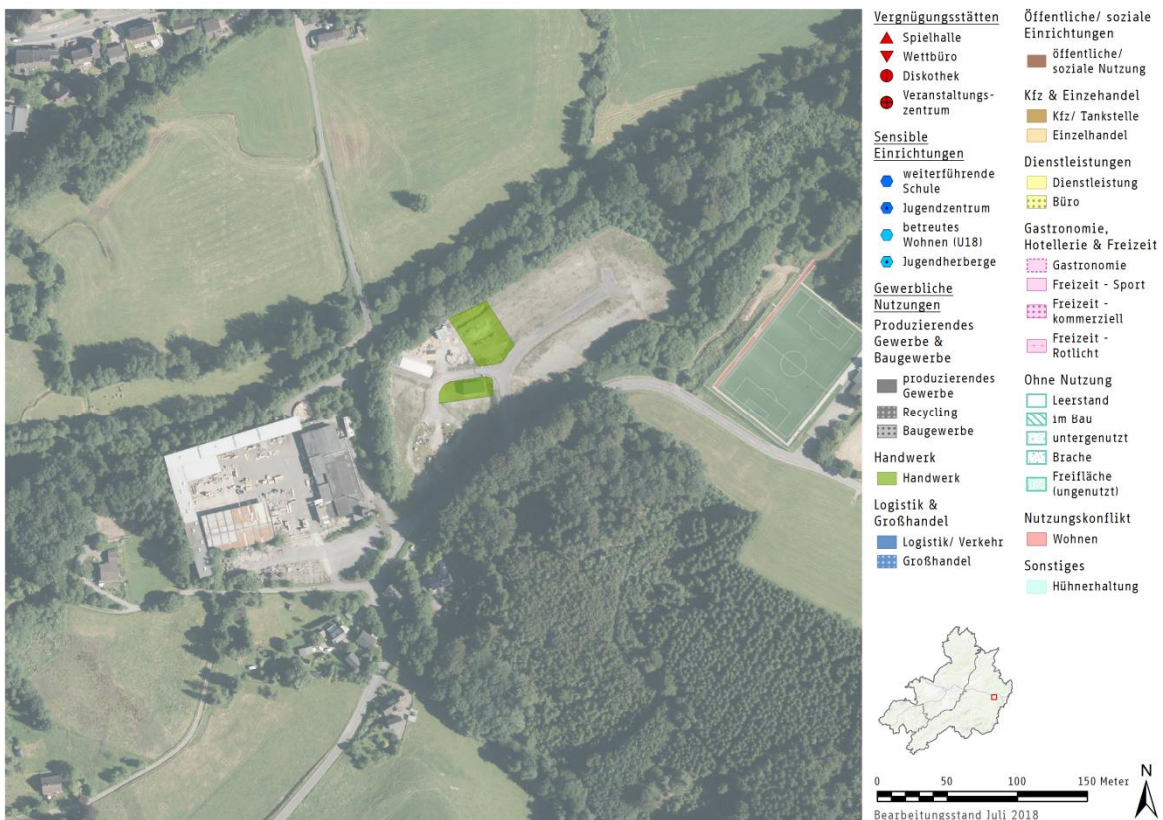 Vergnügungsstätten
Spielhalle
Wettbüro
Diskothek
Veranstaltungs-
zentrum
Sensible
Einrichtungen
weiterführende
Schule
Jugendzentrum
betreutes
Wohnen (U18)
Jugendherberge
Gewerbliche
Nutzungen
Produzierendes
Gewerbe &
Baugewerbe
produzierendes
Gewerbe
Recycling
Baugewerbe
Handwerk
Handwerk
Logistik &
Großhandel
Logistik/ Verkehr
Großhandel
Öffentliche/ soziale
Einrichtungen
öffentliche/
soziale Nutzung
Kfz & Einzehandel
Kfz/ Tankstelle
Einzelhandel
Dienstleistungen
Dienstleistung
Büro
Gastronomie,
Hotellerie & Freizeit
Gastronomie
Freizeit - Sport
Freizeit -
kommerziell
Freizeit -
Rotlicht
Ohne Nutzung
Leerstand
im Bau
untergenutzt
Brache
Freifläche
(ungenutzt)
Nutzungskonflikt
Wohnen
Sonstiges
Hühnerhaltung
0 50 100 150 Meter
N
Bearbeitungsstand Juli 2018